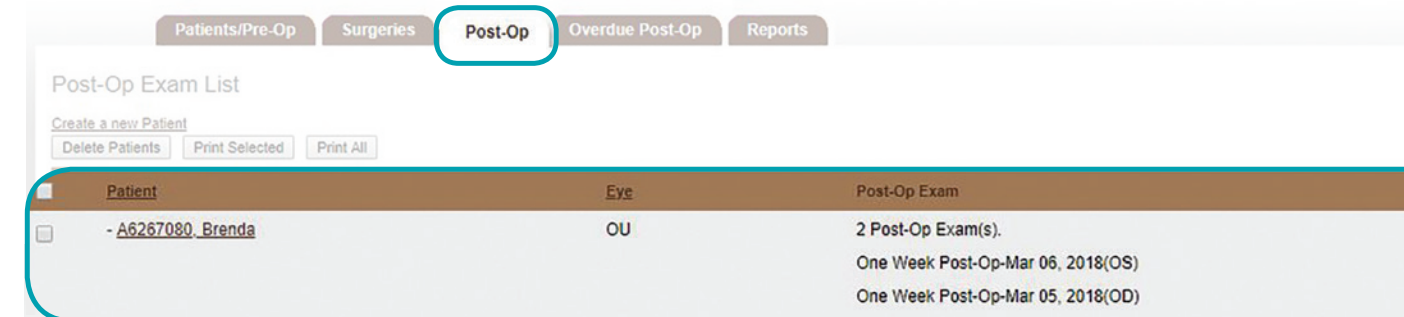 Patients/Pre-Op Surgeries Post-Op Overdue Post-Op Reports
Post-Op Exam List
Create a new Patient
Delete Patients Print Selected Print All
Patient Eye Post-Op Exam
- A6267080, Brenda OU 2 Post-Op Exam(s).
One Week Post-Op-Mar 06, 2018(OS)
One Week Post-Op-Mar 05, 2018(OD)